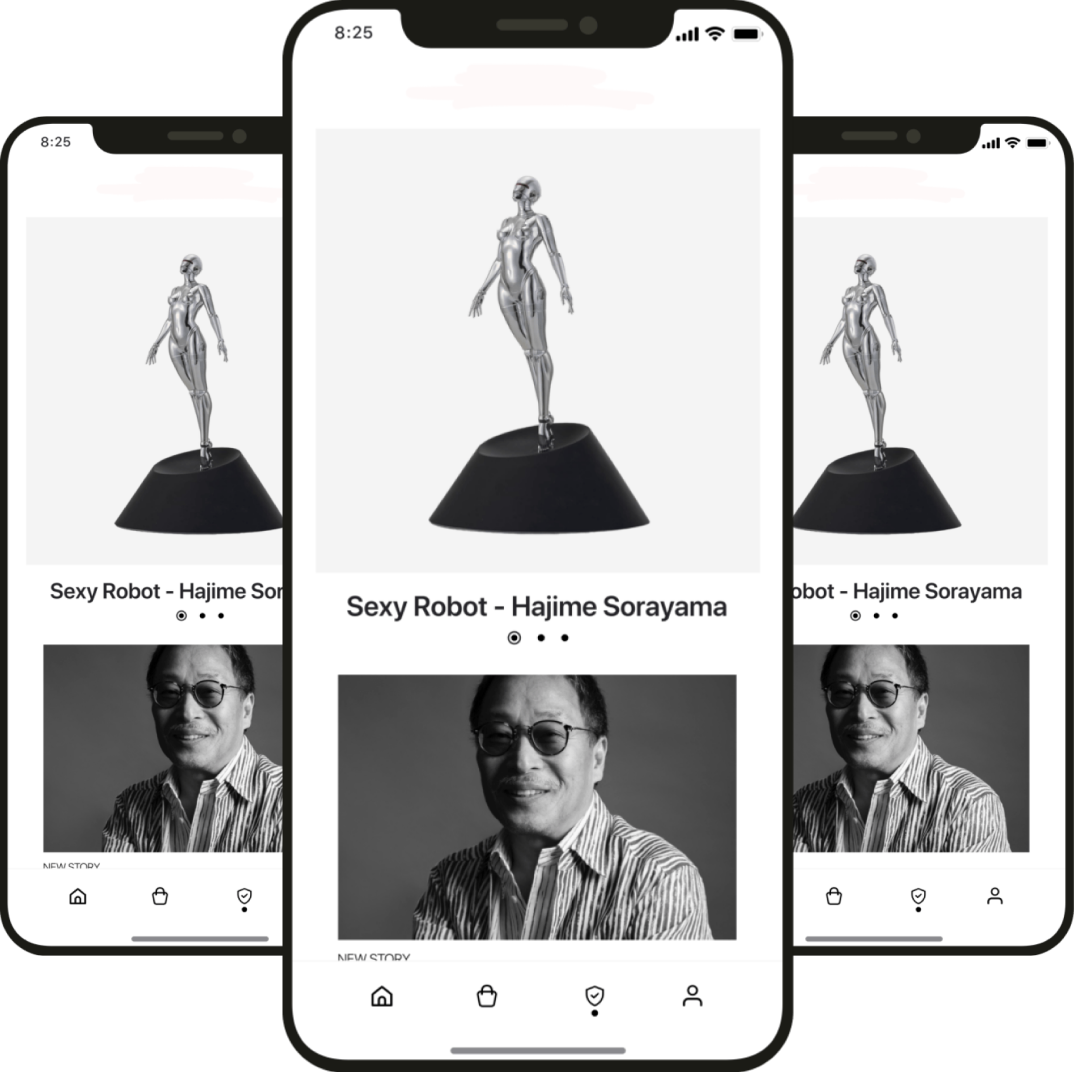 8:25
Sexy Robot - Hajime Sorayama
NEW STORY
8:25
Sexy Robot - Hajime Sor
NEW STORY
obot - Hajime Sorayama